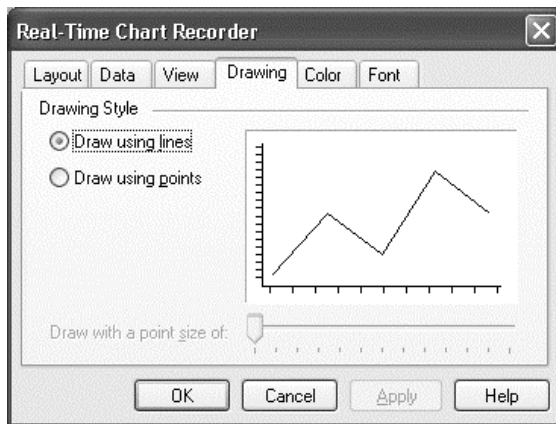 Real-Time Chart Recorder
Layout Data View Drawing Color Font
Drawing Style
Draw using lines
Draw using points
Draw with a point size of:
OK Cancel Apply Help